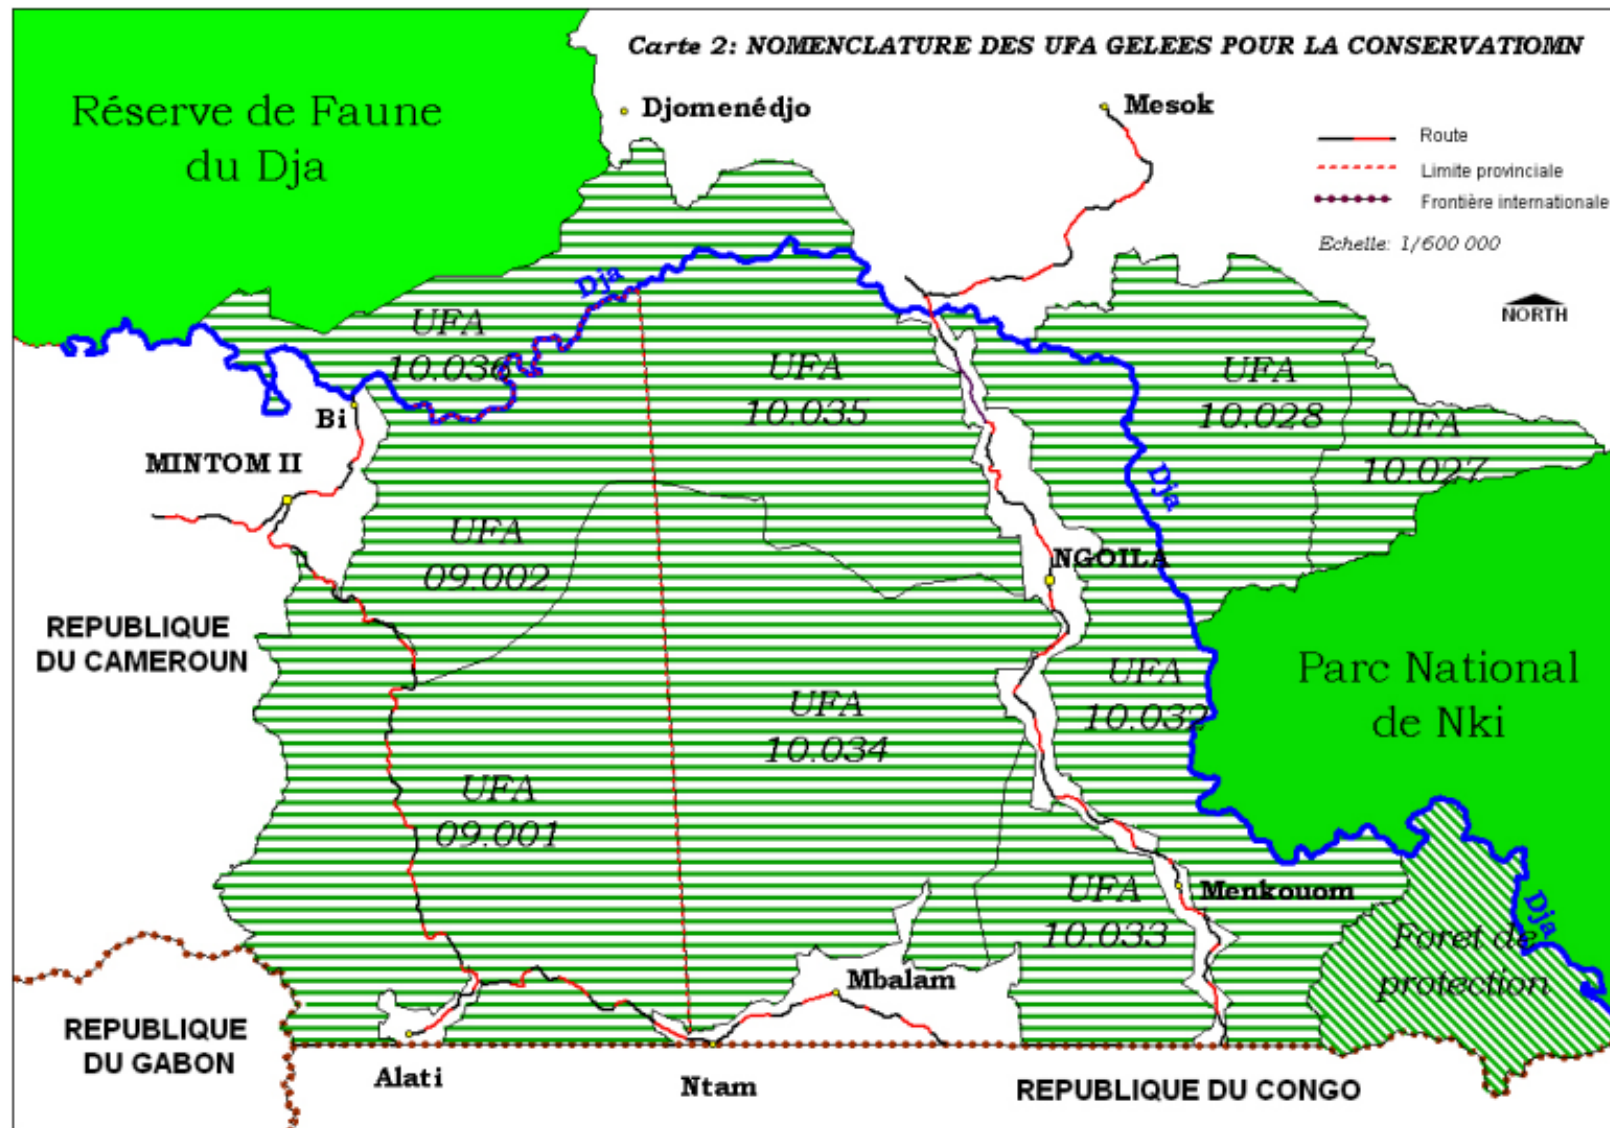 Carte 2: NOMENCLATURE DES UFA GELEES POUR LA CONSERVATIOMN
Réserve de Faune
du Dja
Djomenédjo
Mesok
Route
Limite provinciale
Frontière internationale
Echelle: 1/600 000
NORTH
Dja
UFA
10.036
UFA
10.035
UFA
10.028
UFA
10.027
Bi
MINTOM II
Dja
UFA
09.002
NGOILA
REPUBLIQUE
DU CAMEROUN
UFA
10.032
Parc National
de Nki
UFA
10.034
UFA
09.001
UFA
10.033
Menkouom
Dja
Foret de
protection
Mbalam
REPUBLIQUE
DU GABON
Alati
Ntam
REPUBLIQUE DU CONGO